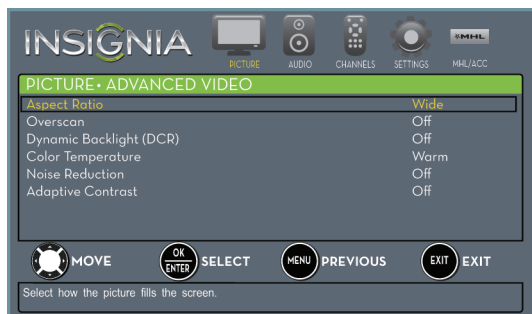 INSIGNIA
PICTURE AUDIO CHANNELS SETTINGS MHL MHL/ACC
PICTURE• ADVANCED VIDEO
Aspect Ratio Wide
Overscan Off
Dynamic Backlight (DCR) Off
Color Temperature Warm
Noise Reduction Off
Adaptive Contrast Off
MOVE OK ENTER SELECT MENU PREVIOUS EXIT EXIT
Select how the picture fills the screen.